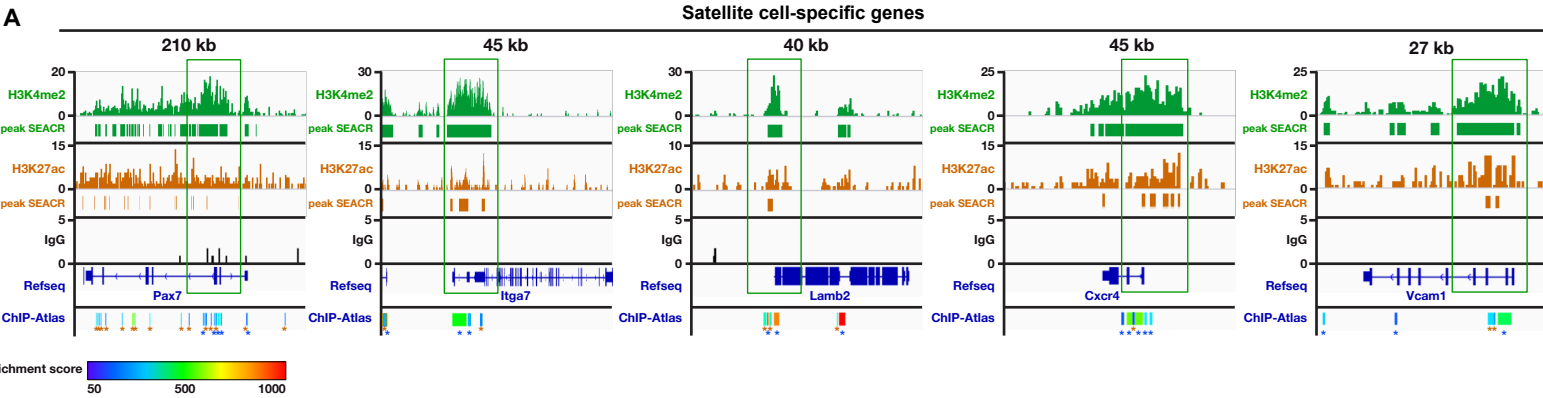 A
Satellite cell-specific genes
210 kb 45 kb 40 kb 45 kb 27 kb
20 30 30 25 25
H3K4me2 H3K4me2 H3K4me2 H3K4me2 H3K4me2
0 0 0 0 0
peak SEACR peak SEACR peak SEACR peak SEACR peak SEACR
15 15 10 15 15
H3K27ac H3K27ac H3K27ac H3K27ac H3K27ac
0 0 0 0 0
peak SEACR peak SEACR peak SEACR peak SEACR peak SEACR
5 5 5 5 5
IgG IgG IgG IgG IgG
0 0 0 0 0
Refseq Refseq Refseq Refseq Refseq
Pax7 Itga7 Lamb2 Cxcr4 Vcam1
ChIP-Atlas ChIP-Atlas ChIP-Atlas ChIP-Atlas ChIP-Atlas
ichment score
50 500 1000